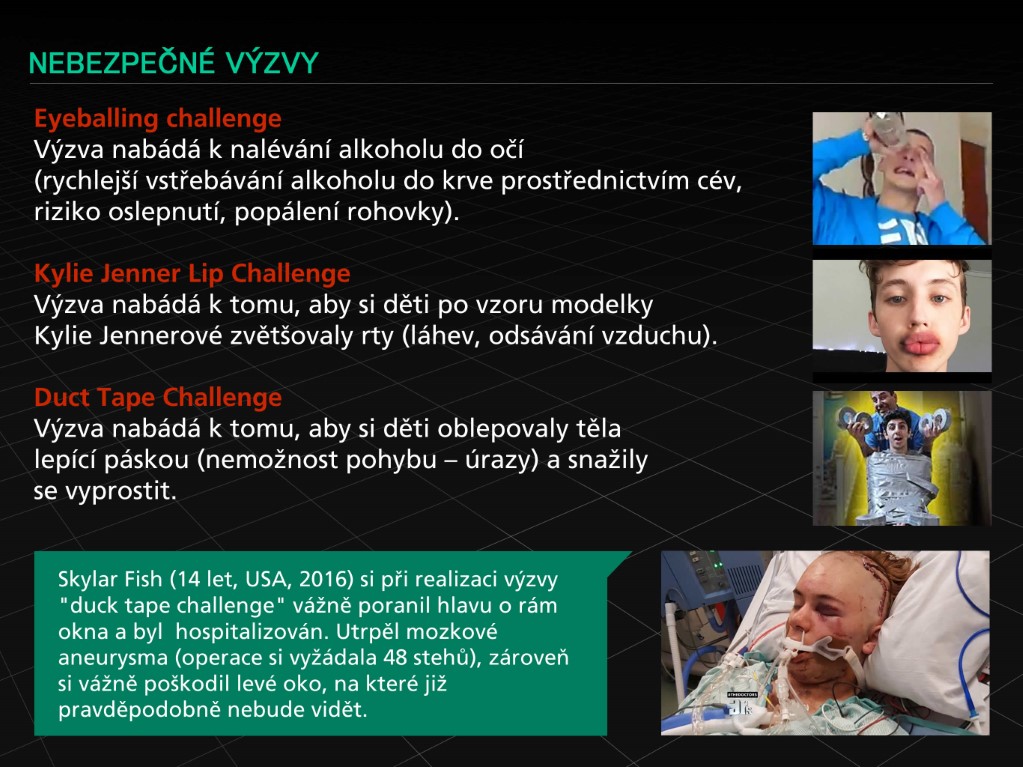 NEBEZPEČNÉ VÝZVY
Eyeballing challenge
Výzva nabádá k nalévání alkoholu do očí
(rychlejší vstřebávání alkoholu do krve prostřednictvím cév,
riziko oslepnutí, popálení rohovky).
Kylie Jenner Lip Challenge
Výzva nabádá k tomu, aby si děti po vzoru modelky
Kylie Jennerové zvětšovaly rty (láhev, odsávání vzduchu).
Duct Tape Challenge
Výzva nabádá k tomu, aby si děti oblepovaly těla
lepící páskou (nemožnost pohybu – úrazy) a snažily
se vyprostit.
Skylar Fish (14 let, USA, 2016) si při realizaci výzvy
"duck tape challenge" vážně poranil hlavu o rám
okna a byl  hospitalizován. Utrpěl mozkové
aneurysma (operace si vyžádala 48 stehů), zároveň
si vážně poškodil levé oko, na které již
pravděpodobně nebude vidět.